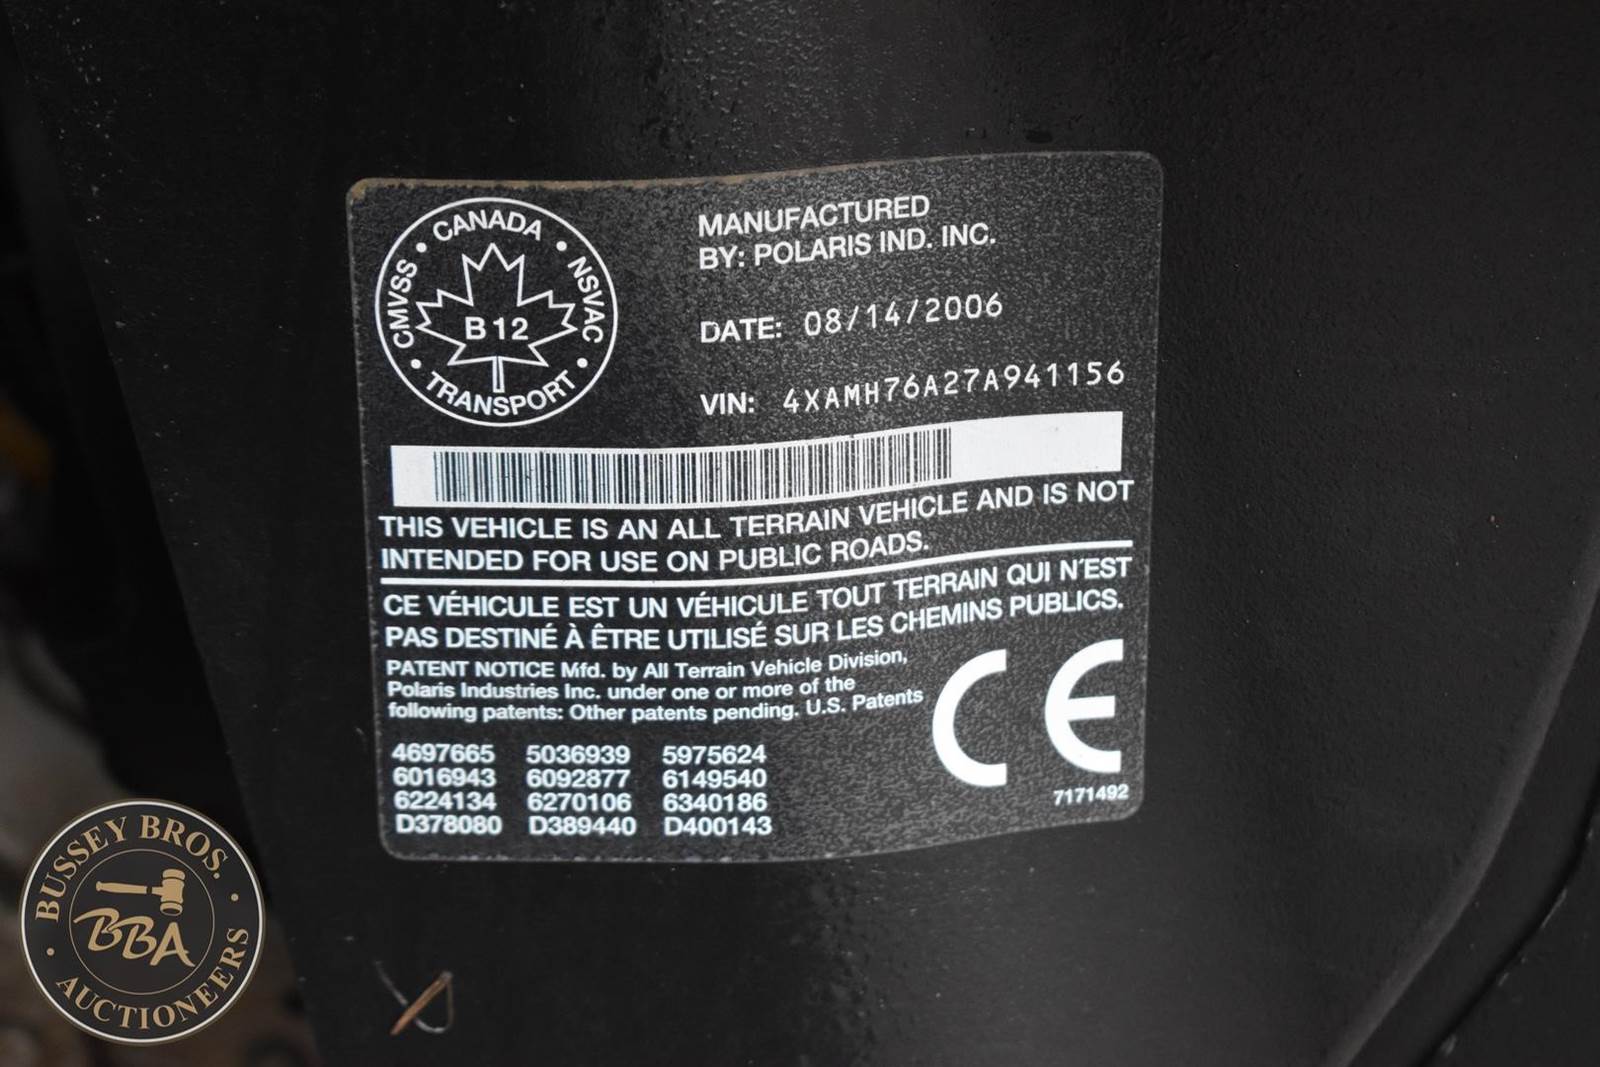 CANADA
CMVSS
NSVAC
B12
TRANSPORT
MANUFACTURED
BY: POLARIS IND. INC.
DATE: 08/14/2006
VIN: 4XAMH76A27A941156
THIS VEHICLE IS AN ALL TERRAIN VEHICLE AND IS NOT
INTENDED FOR USE ON PUBLIC ROADS.
CE VÉHICULE EST UN VÉHICULE TOUT TERRAIN QUI N'EST
PAS DESTINÉ À ÊTRE UTILISÉ SUR LES CHEMINS PUBLICS.
PATENT NOTICE Mfd. by All Terrain Vehicle Division,
Polaris Industries Inc. under one or more of the
following patents: Other patents pending. U.S. Patents
4697665 5036939 5975624
6016943 6092877 6149540
6224134 6270106 6340186
D378080 D389440 D400143
CE
7171492
BUSSEY BROS.
BBA
AUCTIONEERS